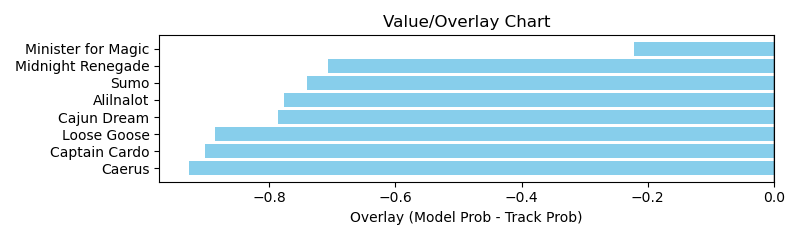 Value/Overlay Chart
Minister for Magic
Midnight Renegade
Sumo
Alilnalot
Cajun Dream
Loose Goose
Captain Cardo
Caerus
−0.8 −0.6 −0.4 −0.2 0.0
Overlay (Model Prob - Track Prob)